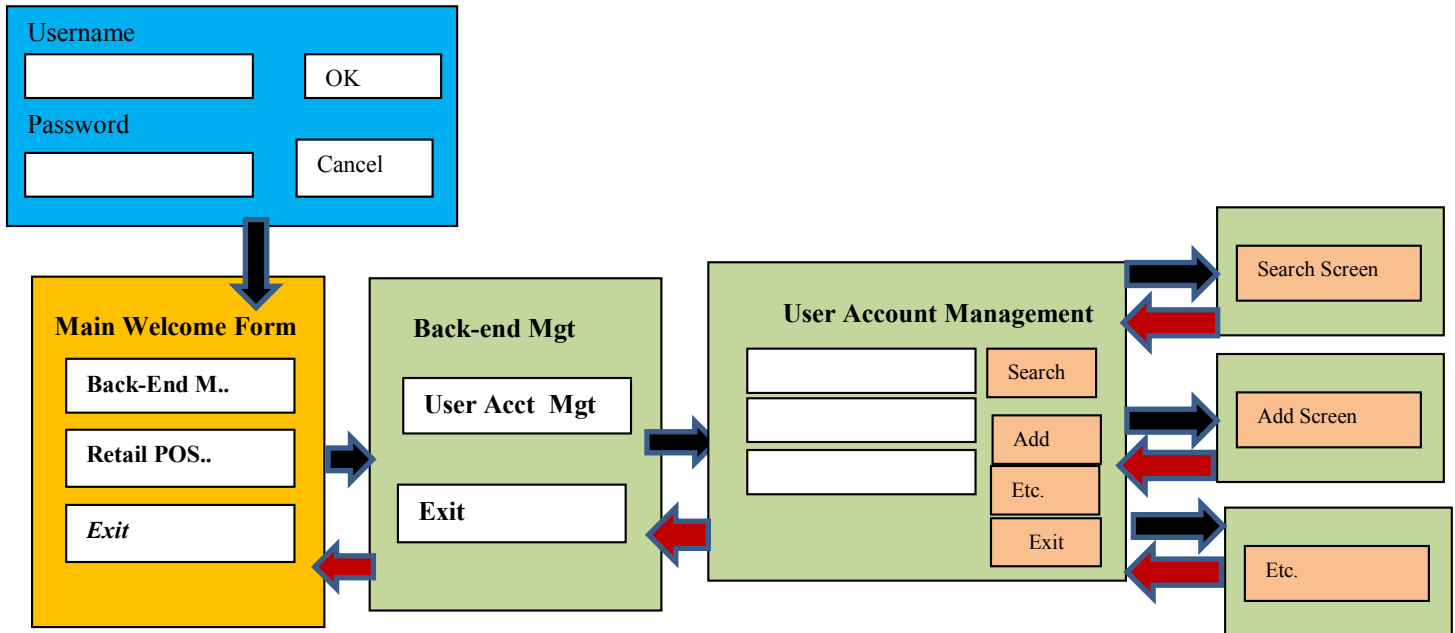 Username
OK
Password
Cancel
Main Welcome Form
Back-End M..
Retail POS..
Exit
Back-end Mgt
User Acct  Mgt
Exit
User Account Management
Search
Add
Etc.
Exit
Search Screen
Add Screen
Etc.